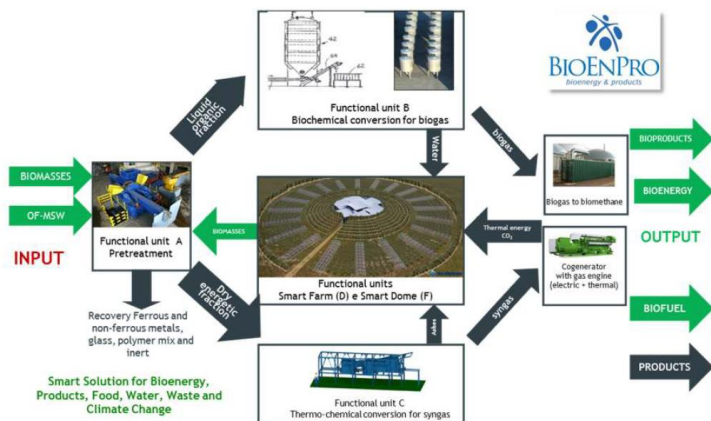 BIOENPRO
bioenergy & products
62
64
62
Functional unit B
Biochemical conversion for biogas
Liquid
organic
fraction
Water
biogas
BIOPRODUCTS
BIOMASSES
BIOENERGY
Biogas to biomethane
OF-MSW
BIOMASSES
Thermal energy
CO₂
OUTPUT
INPUT
Functional unit A
Pretreatment
Cogenerator
with gas engine
(electric + thermal)
Functional units
Smart Farm (D) e Smart Dome (F)
Dry
energetic
fraction
BIOFUEL
Recovery Ferrous and
non-ferrous metals,
glass, polymer mix and
inert
syngas
PRODUCTS
Smart Solution for Bioenergy,
Products, Food, Water, Waste and
Climate Change
Functional unit C
Thermo-chemical conversion for syngas